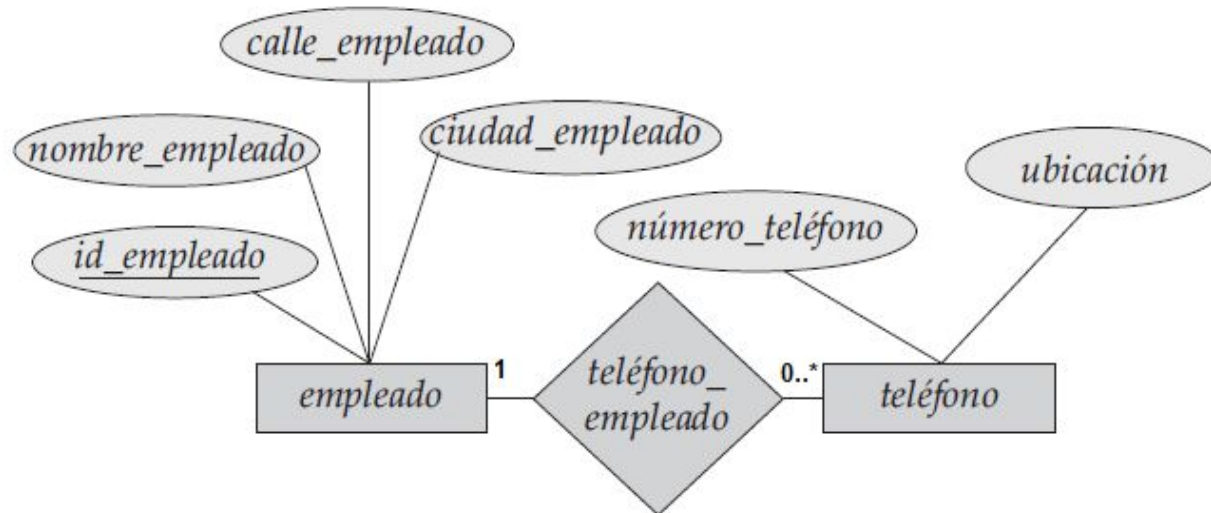 calle_empleado
nombre_empleado
ciudad_empleado
id_empleado
número_teléfono
ubicación
empleado
1
teléfono_
empleado
0..*
teléfono